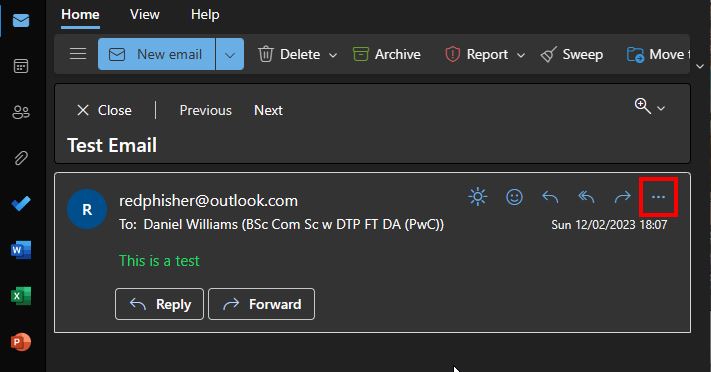 Home View Help
New email Delete Archive Report Sweep Move
Close Previous Next
Test Email
R redphisher@outlook.com
To: Daniel Williams (BSc Com Sc w DTP FT DA (PwC)) Sun 12/02/2023 18:07
This is a test
Reply Forward